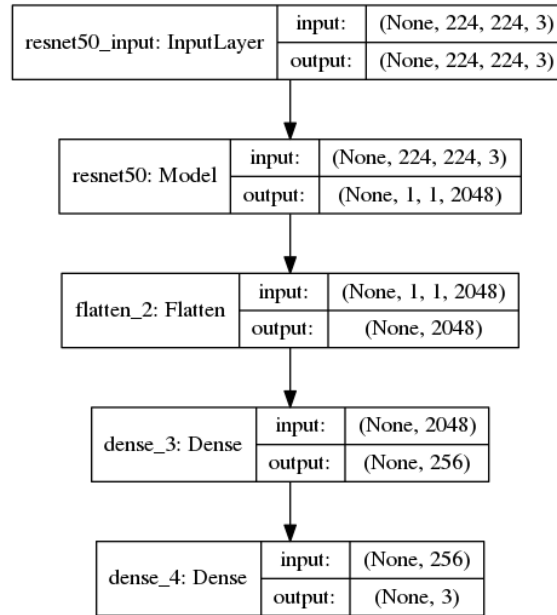 resnet50_input: InputLayer
input: (None, 224, 224, 3)
output: (None, 224, 224, 3)
resnet50: Model
input: (None, 224, 224, 3)
output: (None, 1, 1, 2048)
flatten_2: Flatten
input: (None, 1, 1, 2048)
output: (None, 2048)
dense_3: Dense
input: (None, 2048)
output: (None, 256)
dense_4: Dense
input: (None, 256)
output: (None, 3)